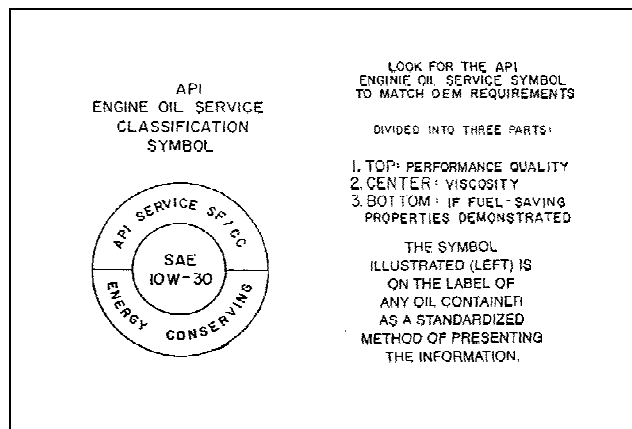 API
ENGINE OIL SERVICE
CLASSIFICATION
SYMBOL
API SERVICE SF/CC
SAE
10W-30
ENERGY CONSERVING
LOOK FOR THE API
ENGINIE OIL SERVICE SYMBOL
TO MATCH OEM REQUIREMENTS
DIVIDED INTO THREE PARTS:
1. TOP: PERFORMANCE QUALITY
2. CENTER: VISCOSITY
3. BOTTOM: IF FUEL-SAVING
PROPERTIES DEMONSTRATED
THE SYMBOL
ILLUSTRATED (LEFT) IS
ON THE LABEL OF
ANY OIL CONTAINER
AS A STANDARDIZED
METHOD OF PRESENTING
THE INFORMATION.